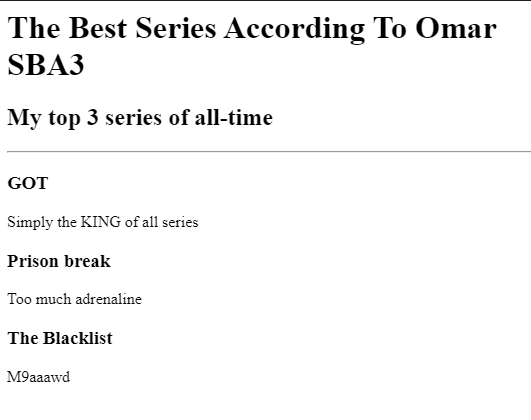 The Best Series According To Omar
SBA3
My top 3 series of all-time
GOT
Simply the KING of all series
Prison break
Too much adrenaline
The Blacklist
M9aaawd